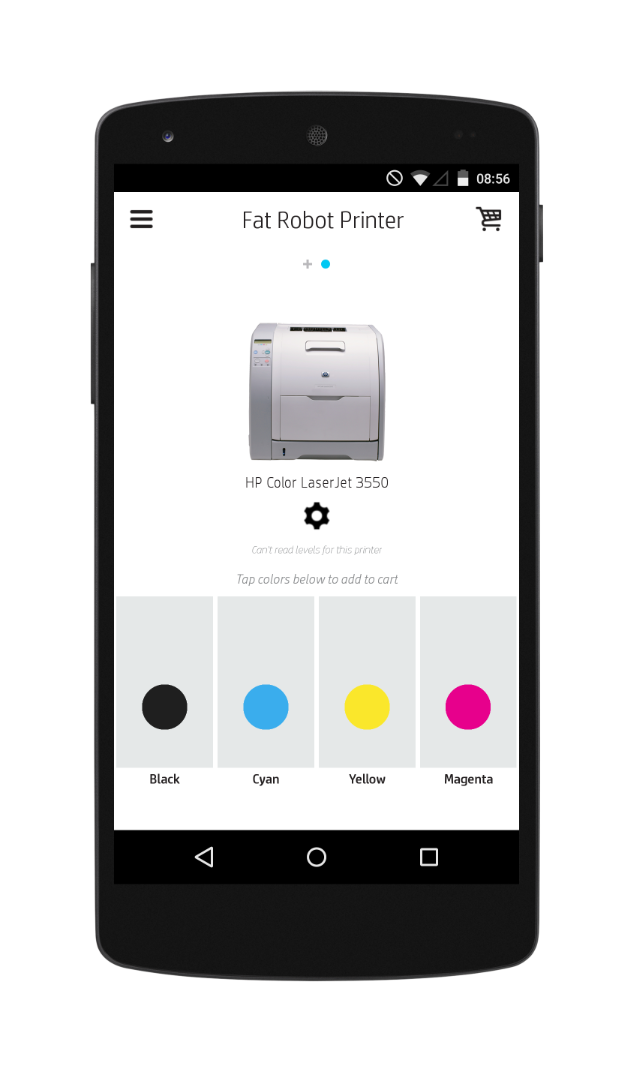 08:56
Fat Robot Printer
HP Color LaserJet 3550
Can't read levels for this printer
Tap colors below to add to cart
Black
Cyan
Yellow
Magenta